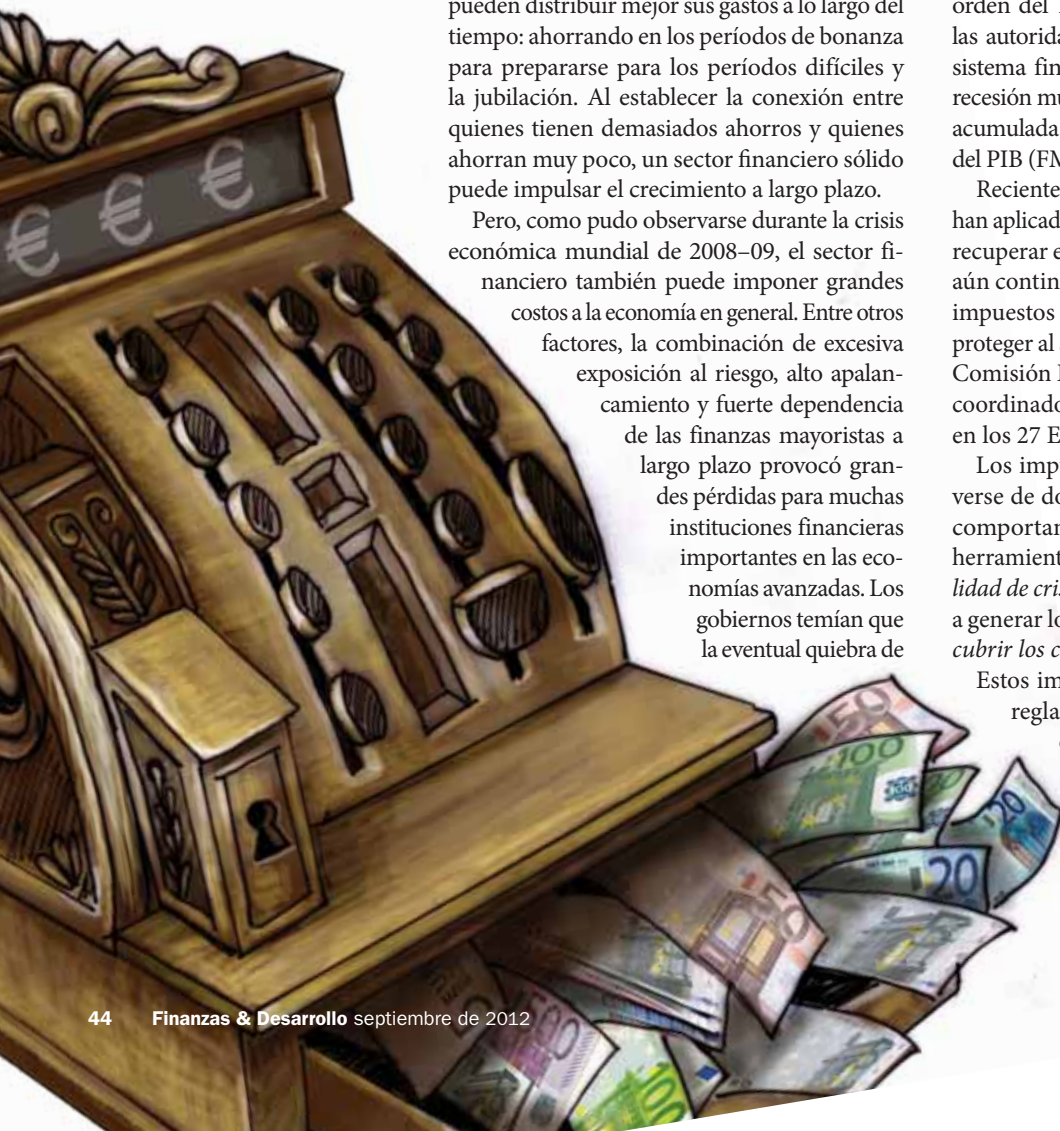 € € €
pueden distribuir mejor sus gastos a lo largo del
tiempo: ahorrando en los períodos de bonanza
para prepararse para los períodos difíciles y
la jubilación. Al establecer la conexión entre
quienes tienen demasiados ahorros y quienes
ahorran muy poco, un sector financiero sólido
puede impulsar el crecimiento a largo plazo.
Pero, como pudo observarse durante la crisis
económica mundial de 2008–09, el sector fi-
nanciero también puede imponer grandes
costos a la economía en general. Entre otros
factores, la combinación de excesiva
exposición al riesgo, alto apalan-
camiento y fuerte dependencia
de las finanzas mayoristas a
largo plazo provocó gran-
des pérdidas para muchas
instituciones financieras
importantes en las eco-
nomías avanzadas. Los
gobiernos temían que
la eventual quiebra de
orden del
las autorida
sistema fin
recesión mu
acumulada
del PIB (FM
Reciente
han aplicad
recuperar e
aún contin
impuestos
proteger al
Comisión
coordinado
en los 27 E
Los imp
verse de do
comportar
herramient
lidad de cris
a generar lo
cubrir los c
Estos im
regla
50
100
20
20
50
500
100
44 Finanzas & Desarrollo septiembre de 2012